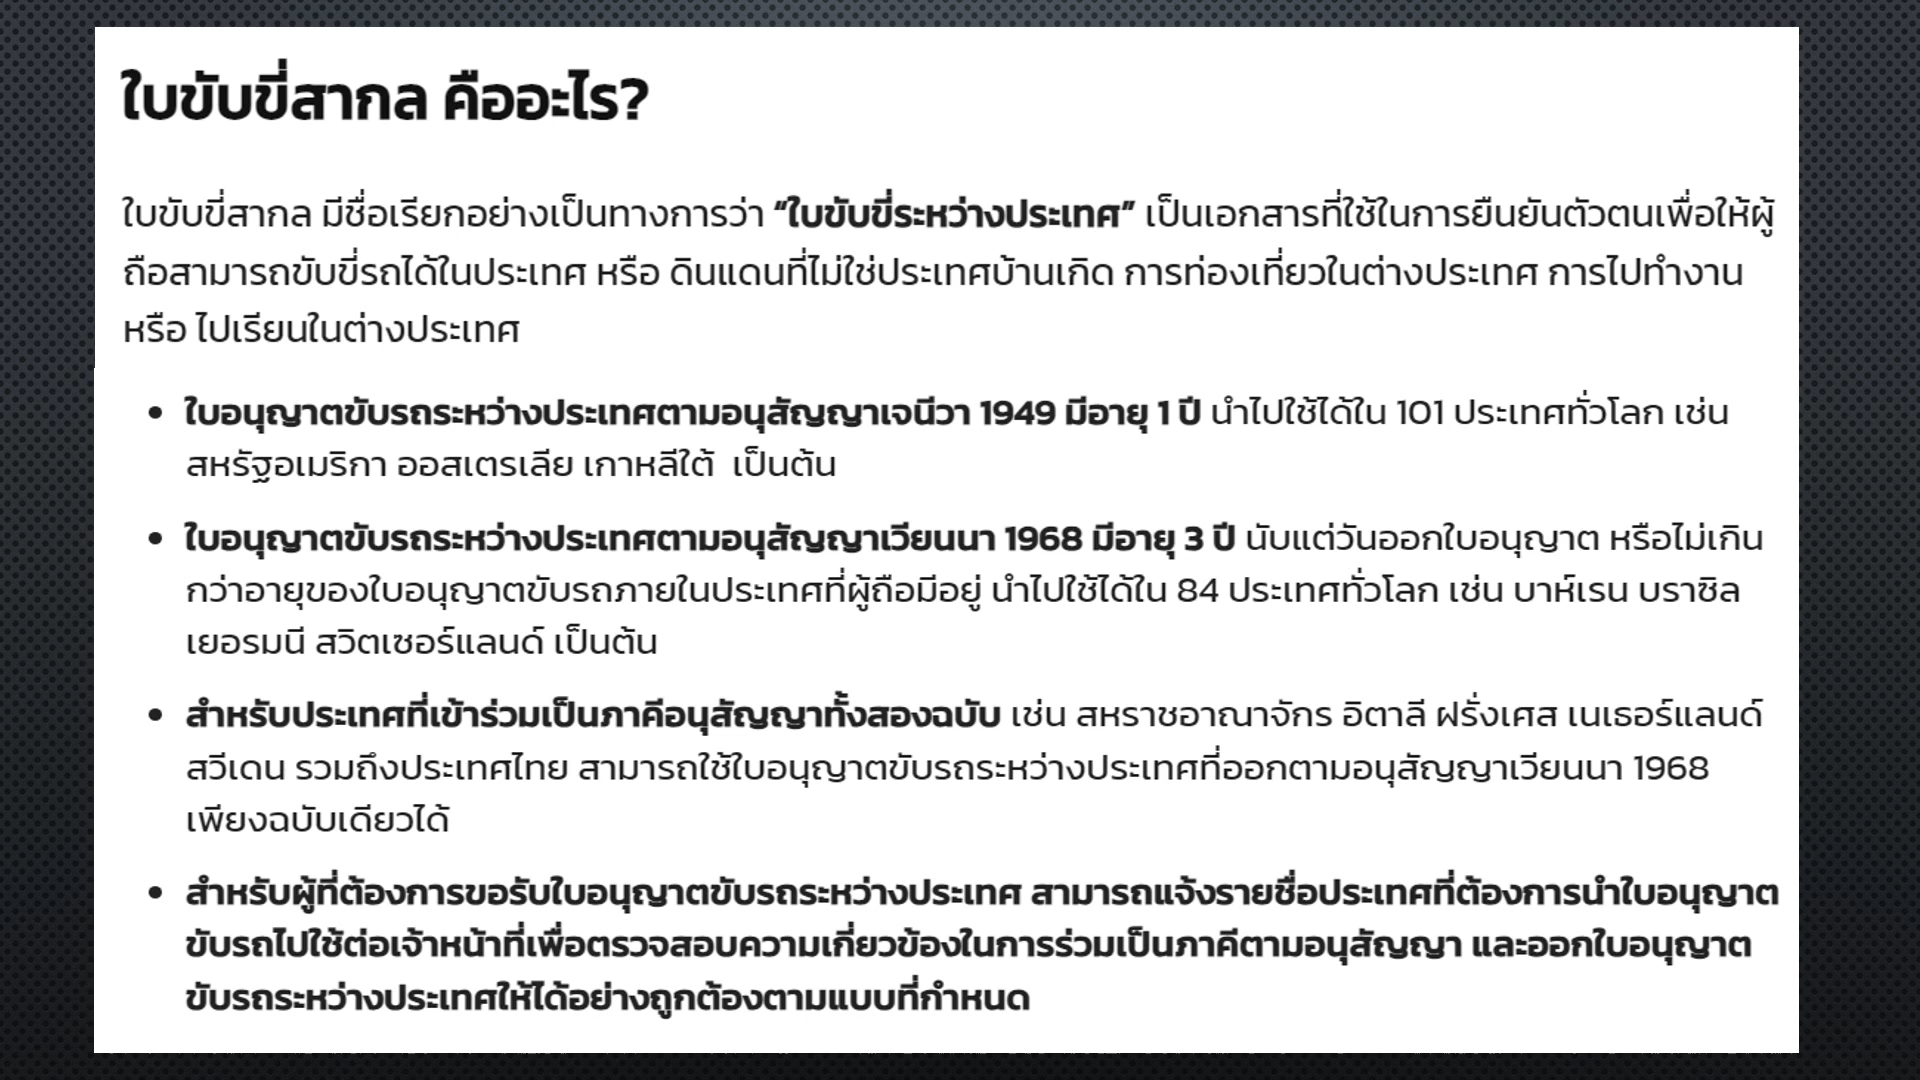 ใบขับขี่สากล คืออะไร?
ใบขับขี่สากล มีชื่อเรียกอย่างเป็นทางการว่า “ใบขับขี่ระหว่างประเทศ” เป็นเอกสารที่ใช้ในการยืนยันตัวตนเพื่อให้ผู้
ถือสามารถขับขี่รถได้ในประเทศ หรือ ดินแดนที่ไม่ใช่ประเทศบ้านเกิด การท่องเที่ยวในต่างประเทศ การไปทำงาน
หรือ ไปเรียนในต่างประเทศ
• ใบอนุญาตขับรถระหว่างประเทศตามอนุสัญญาเจนีวา 1949 มีอายุ 1 ปี นำไปใช้ได้ใน 101 ประเทศทั่วโลก เช่น
สหรัฐอเมริกา ออสเตรเลีย เกาหลีใต้ เป็นต้น
• ใบอนุญาตขับรถระหว่างประเทศตามอนุสัญญาเวียนนา 1968 มีอายุ 3 ปี นับแต่วันออกใบอนุญาต หรือไม่เกิน
กว่าอายุของใบอนุญาตขับรถภายในประเทศที่ผู้ถือมีอยู่ นำไปใช้ได้ใน 84 ประเทศทั่วโลก เช่น บาห์เรน บราซิล
เยอรมนี สวิตเซอร์แลนด์ เป็นต้น
• สำหรับประเทศที่เข้าร่วมเป็นภาคีอนุสัญญาทั้งสองฉบับ เช่น สหราชอาณาจักร อิตาลี ฝรั่งเศส เนเธอร์แลนด์
สวีเดน รวมถึงประเทศไทย สามารถใช้ใบอนุญาตขับรถระหว่างประเทศที่ออกตามอนุสัญญาเวียนนา 1968
เพียงฉบับเดียวได้
• สำหรับผู้ที่ต้องการขอรับใบอนุญาตขับรถระหว่างประเทศ สามารถแจ้งรายชื่อประเทศที่ต้องการนำใบอนุญาต
ขับรถไปใช้ต่อเจ้าหน้าที่เพื่อตรวจสอบความเกี่ยวข้องในการร่วมเป็นภาคีตามอนุสัญญา และออกใบอนุญาต
ขับรถระหว่างประเทศให้ได้อย่างถูกต้องตามแบบที่กำหนด